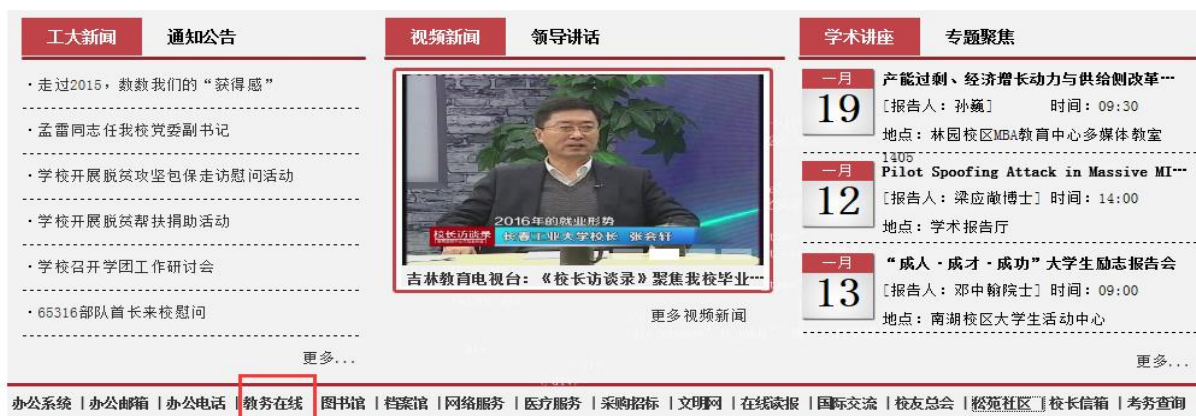 工大新闻 通知公告
·走过2015，数数我们的“获得感”
·孟雷同志任我校党委副书记
·学校开展脱贫攻坚包保走访慰问活动
·学校开展脱贫帮扶捐助活动
·学校召开学团工作研讨会
·65316部队首长来校慰问
更多...
视频新闻 领导讲话
2016年的就业形势
校长访谈录 长春工业大学校长 张会轩
吉林教育电视台：《校长访谈录》聚焦我校毕业…
更多视频新闻
学术讲座 专题聚焦
一月
19
产能过剩、经济增长动力与供给侧改革…
[报告人：孙巍] 时间：09:30
地点：林园校区MBA教育中心多媒体教室
1405
一月
12
Pilot Spoofing Attack in Massive MI…
[报告人：梁应敞博士] 时间：14:00
地点：学术报告厅
一月
13
“成人·成才·成功”大学生励志报告会
[报告人：邓中翰院士] 时间：09:00
地点：南湖校区大学生活动中心
更多...
办公系统 | 办公邮箱 | 办公电话 | 教务在线 | 图书馆 | 档案馆 | 网络服务 | 医疗服务 | 采购招标 | 文明网 | 在线读报 | 国际交流 | 校友总会 | 松苑社区 | 校长信箱 | 考务查询